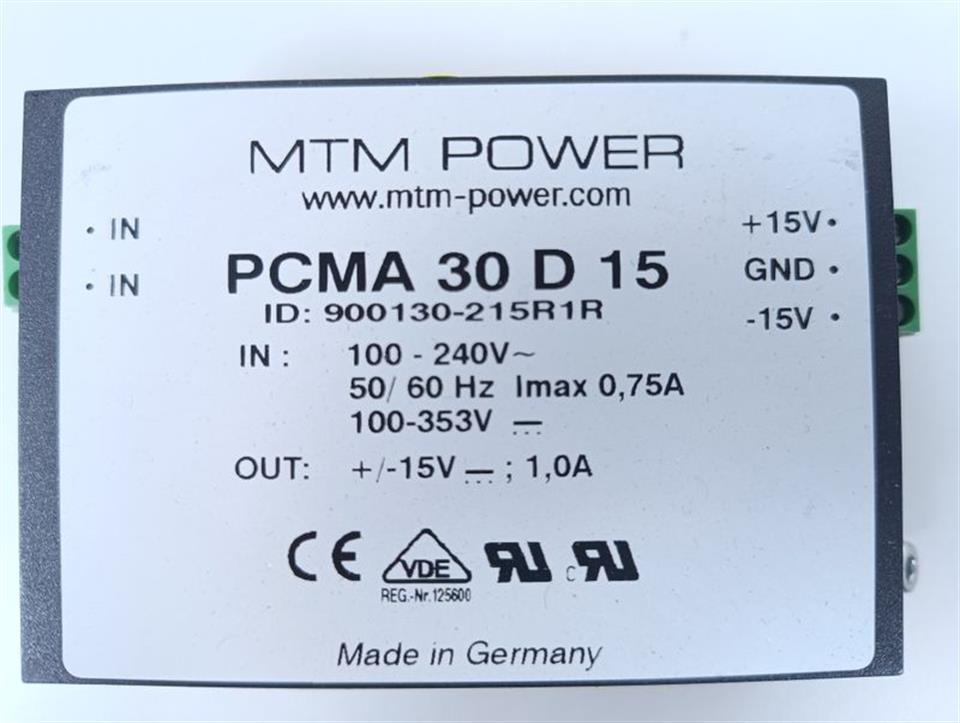 MTM POWER
www.mtm-power.com
· IN
· IN
+15V·
GND ·
-15V ·
PCMA 30 D 15
ID: 900130-215R1R
IN : 100 - 240V~
50/ 60 Hz Imax 0,75A
100-353V ⎓
OUT: +/-15V ⎓ ; 1,0A
CE VDE RU cRU
REG.-Nr.125600
Made in Germany